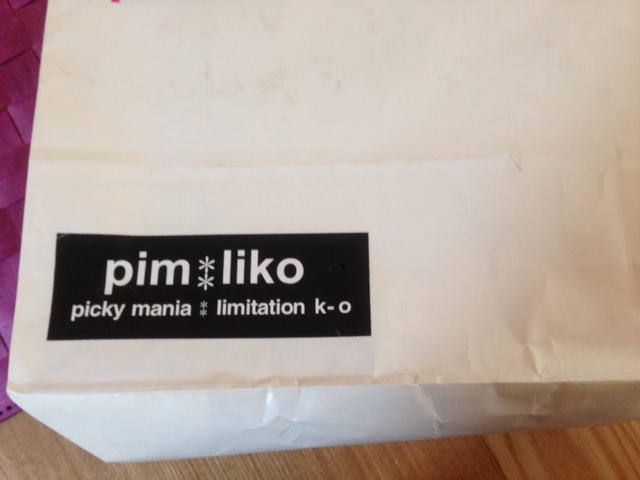 pim⁑liko
picky mania ⁑ limitation k-o